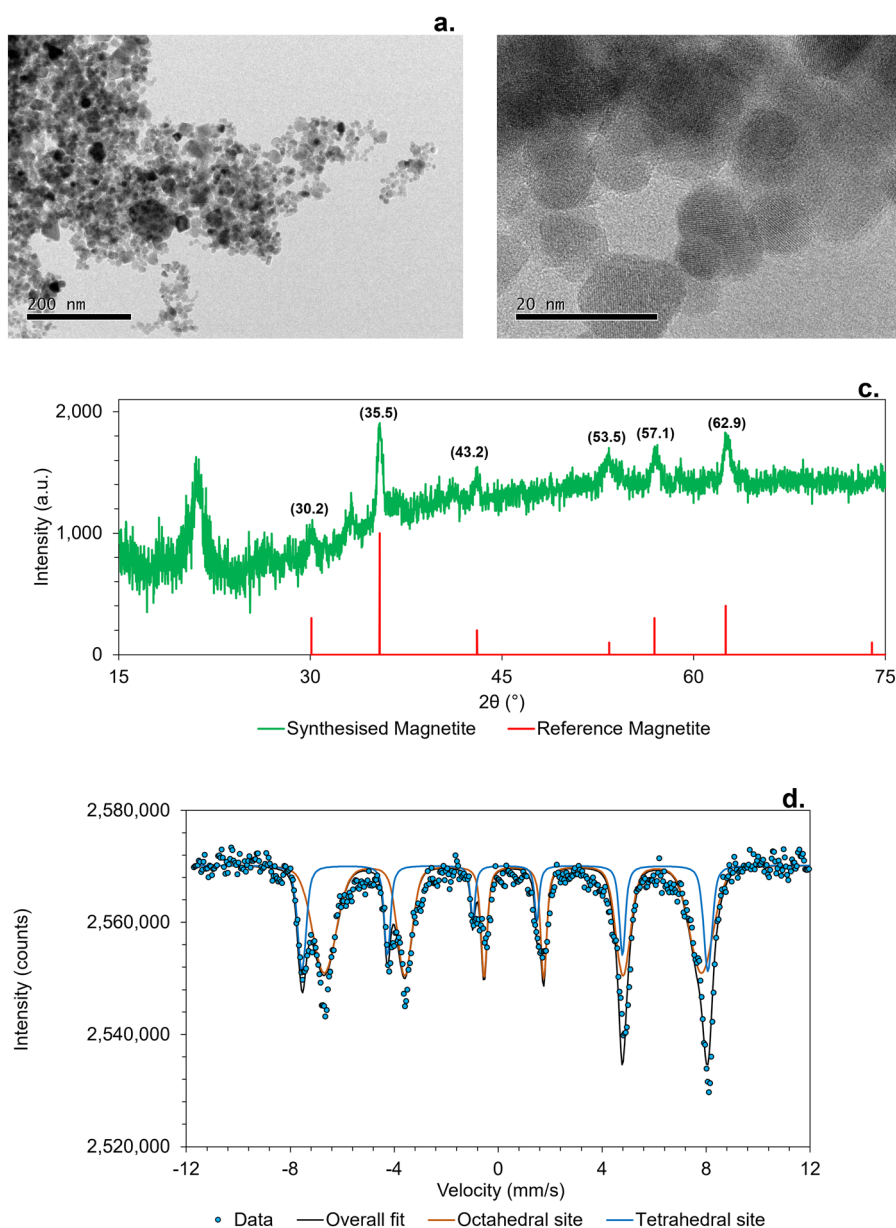 a.
200 nm
20 nm
c.
2,000
1,000
0
Intensity (a.u.)
(30.2)
(35.5)
(43.2)
(53.5)
(57.1)
(62.9)
15
30
45
60
75
2θ (°)
Synthesised Magnetite
Reference Magnetite
d.
2,580,000
2,560,000
2,540,000
2,520,000
Intensity (counts)
-12
-8
-4
0
4
8
12
Velocity (mm/s)
Data
Overall fit
Octahedral site
Tetrahedral site